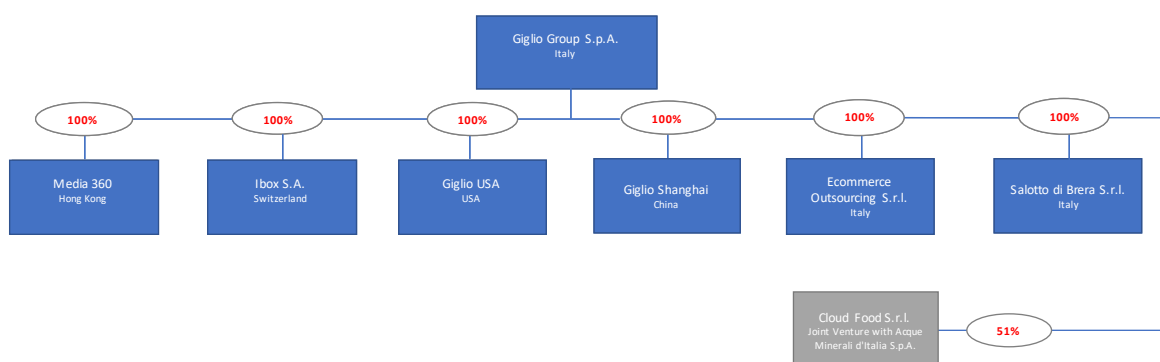 Giglio Group S.p.A.
Italy
100%
100%
100%
100%
100%
100%
Media 360
Hong Kong
Ibox S.A.
Switzerland
Giglio USA
USA
Giglio Shanghai
China
Ecommerce
Outsourcing S.r.l.
Italy
Salotto di Brera S.r.l.
Italy
Cloud Food S.r.l.
Joint Venture with Acque
Minerali d'Italia S.p.A.
51%